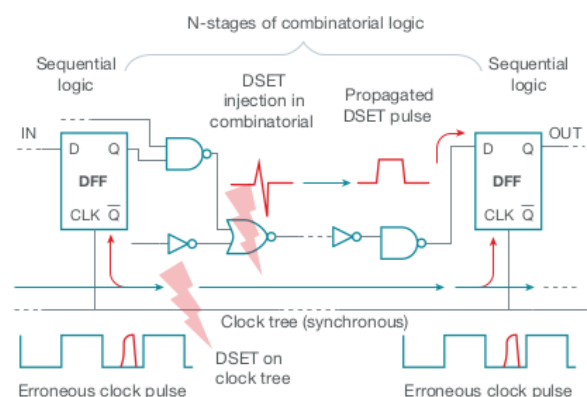 N-stages of combinatorial logic
Sequential
logic
DSET
injection in
combinatorial
Propagated
DSET pulse
Sequential
logic
IN
D Q
DFF
CLK Q
OUT
D Q
DFF
CLK Q
Clock tree (synchronous)
DSET on
clock tree
Erroneous clock pulse
Erroneous clock pulse